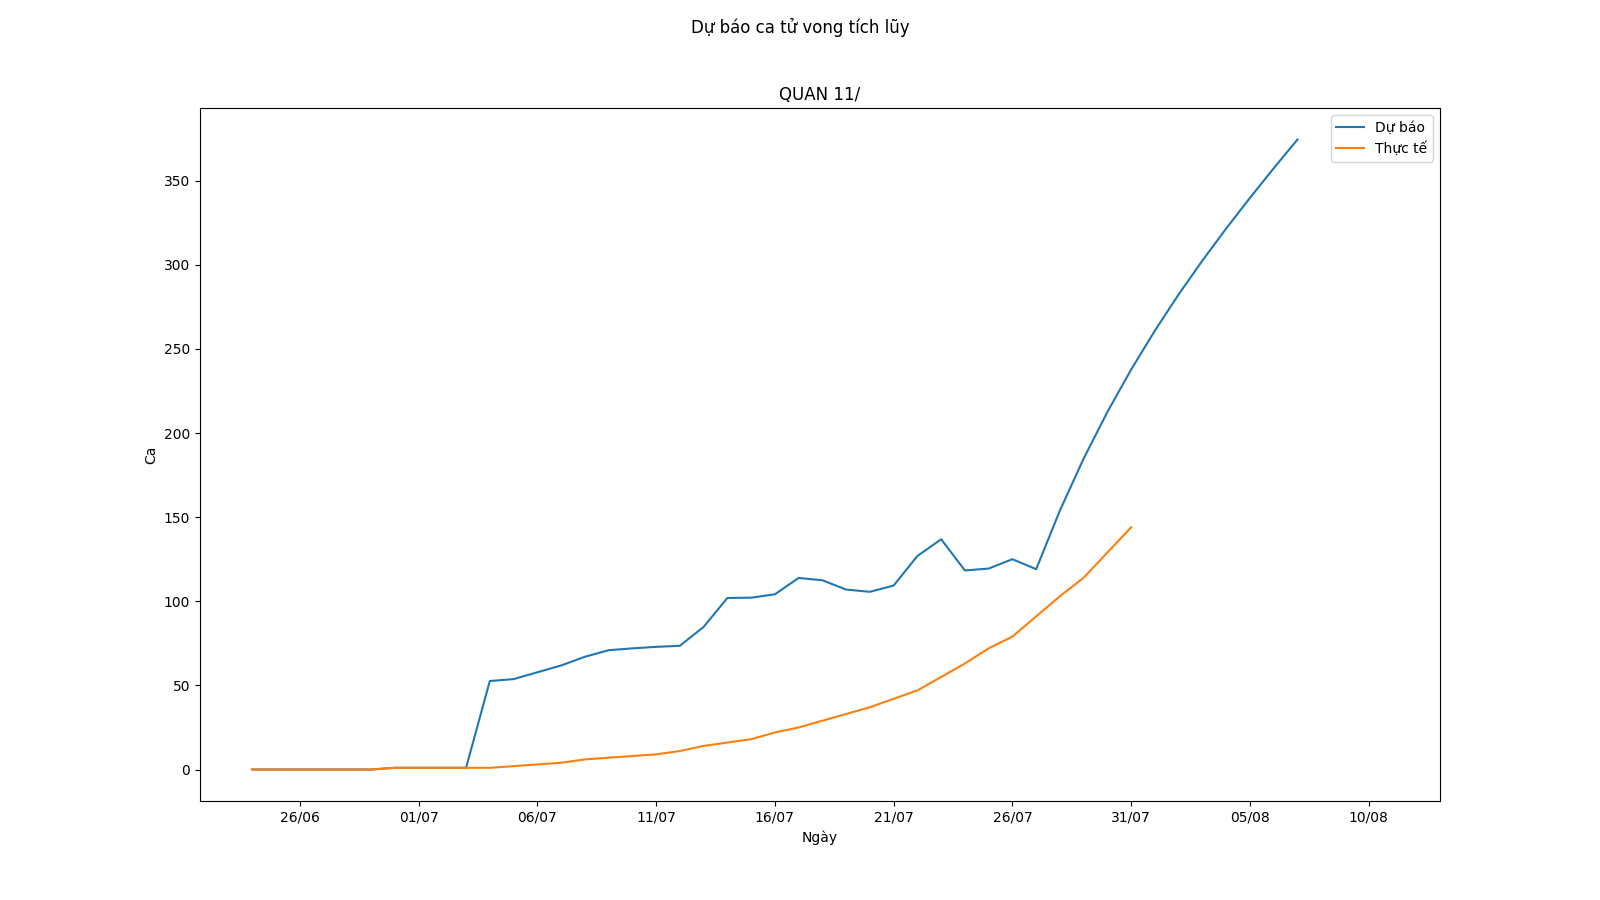 Dự báo ca tử vong tích lũy
QUAN 11/
Dự báo
Thực tế
350
300
250
200
150
100
50
0
Ca
26/06 01/07 06/07 11/07 16/07 21/07 26/07 31/07 05/08 10/08
Ngày